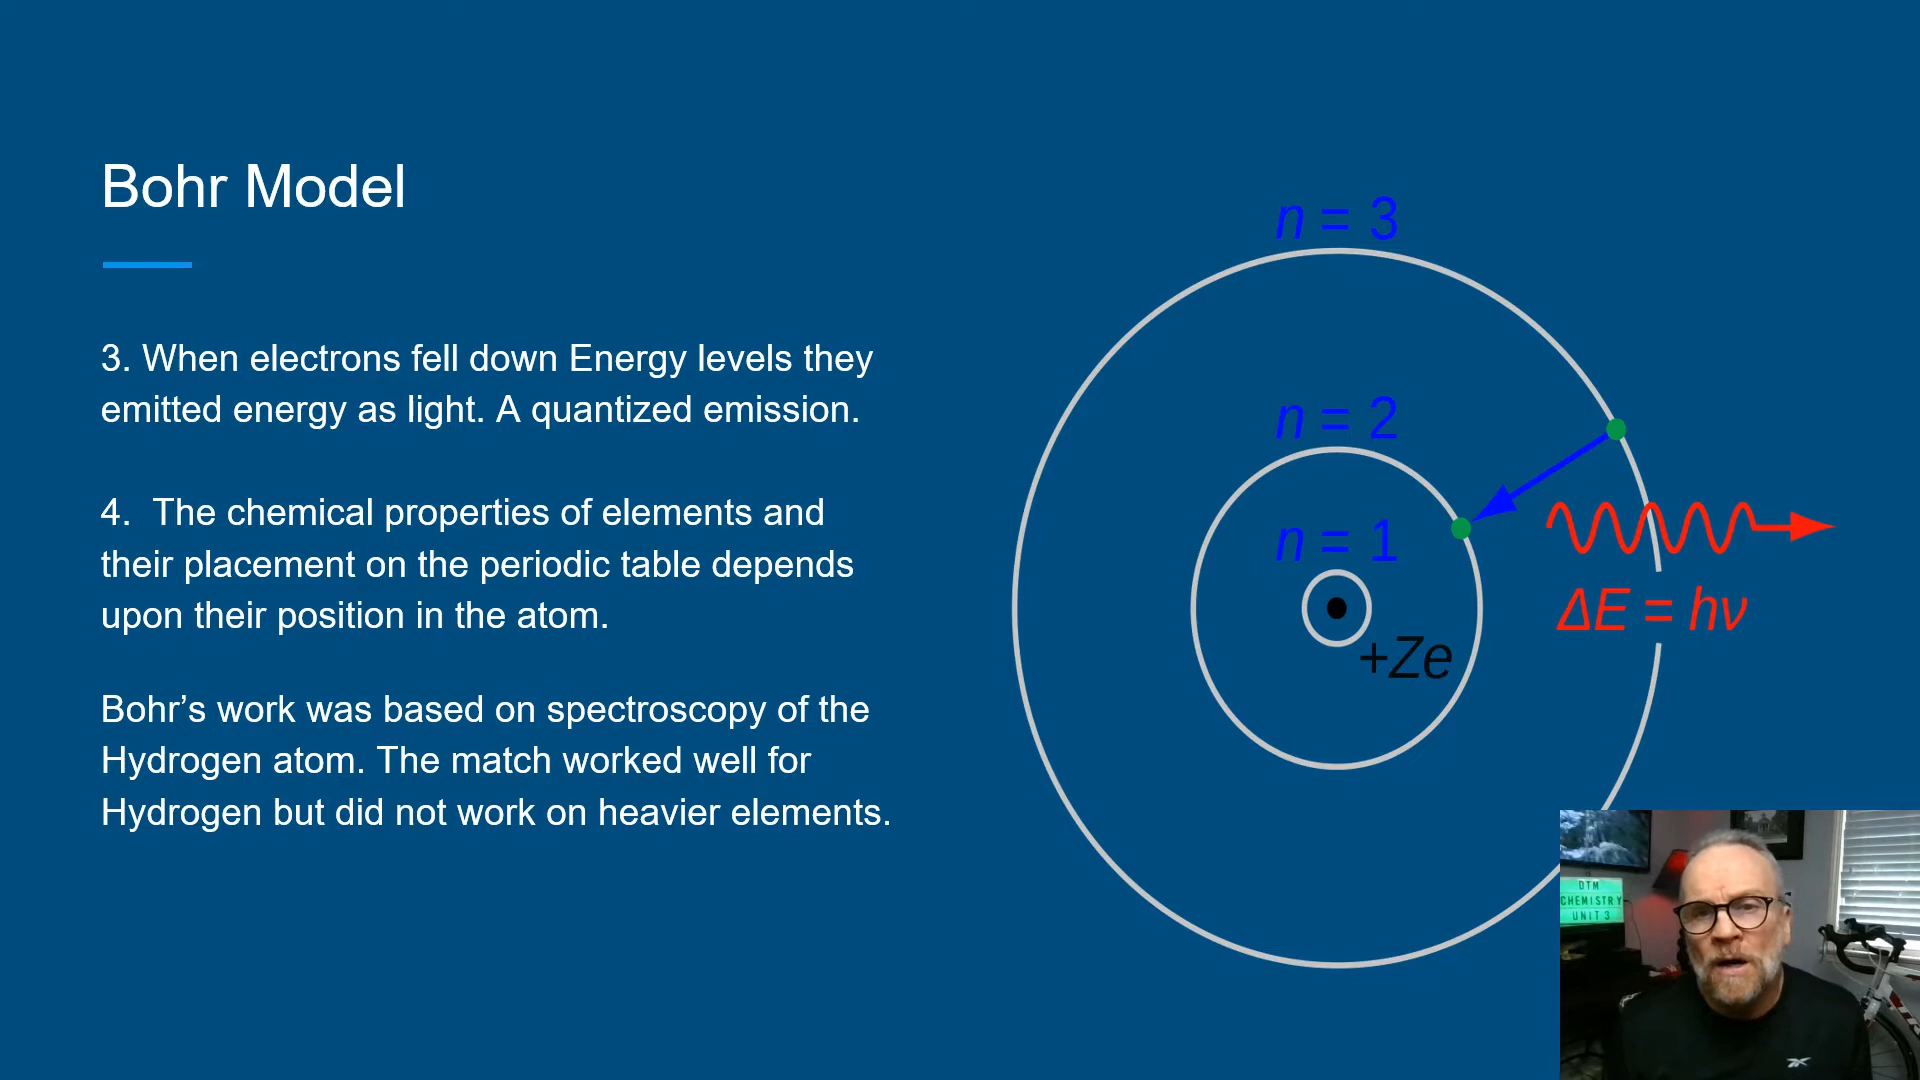 Bohr Model
3. When electrons fell down Energy levels they
emitted energy as light. A quantized emission.
4.  The chemical properties of elements and
their placement on the periodic table depends
upon their position in the atom.
Bohr’s work was based on spectroscopy of the
Hydrogen atom. The match worked well for
Hydrogen but did not work on heavier elements.
n = 3
n = 2
n = 1
+Ze
ΔE = hν
DTM
CHEMISTRY
UNIT 3